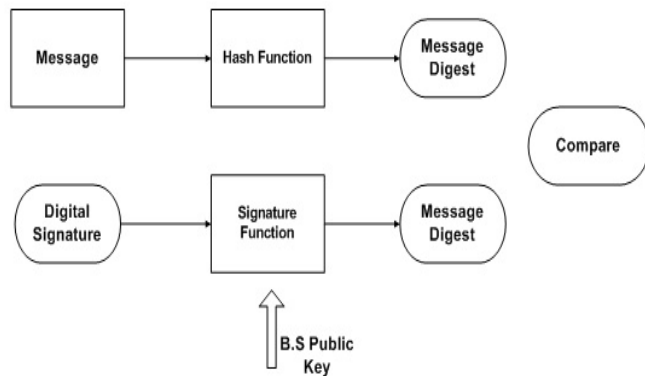 Message
Hash Function
Message
Digest
Compare
Digital
Signature
Signature
Function
Message
Digest
B.S Public
Key